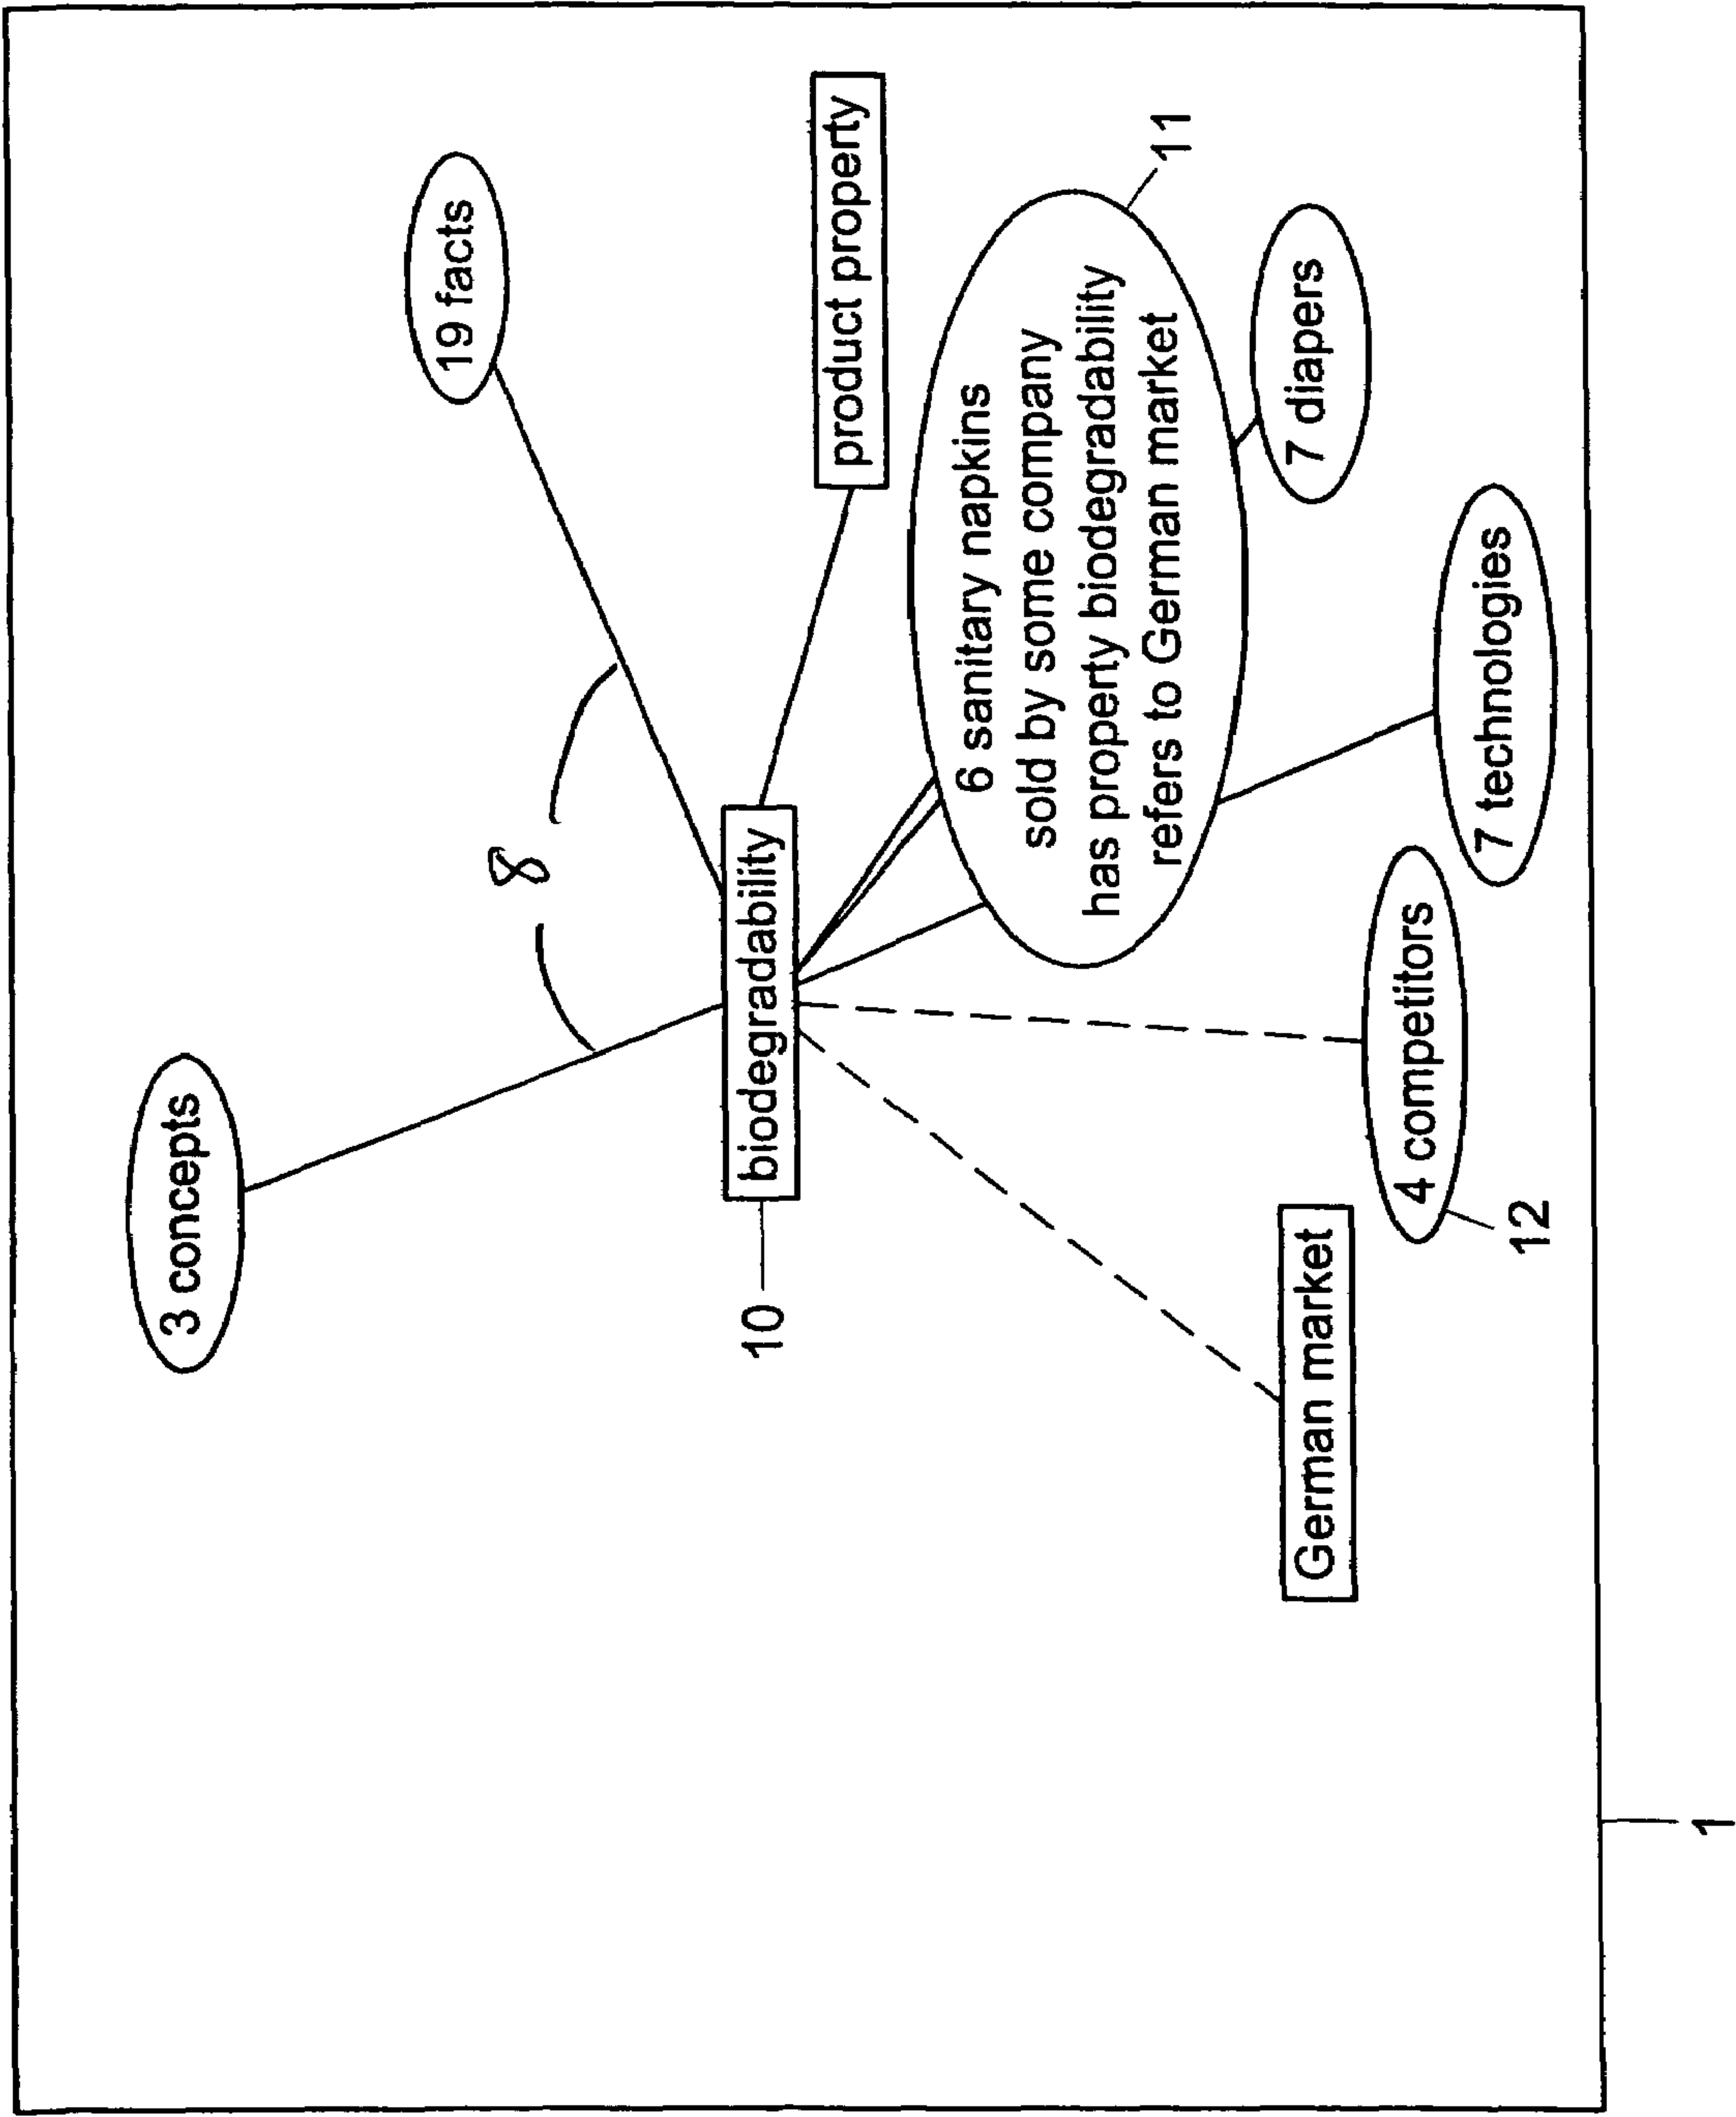 3 concepts
19 facts
8
10
biodegradability
product property
6 sanitary napkins
sold by some company
has property biodegradability
refers to German market
11
7 diapers
German market
4 competitors
7 technologies
12
1